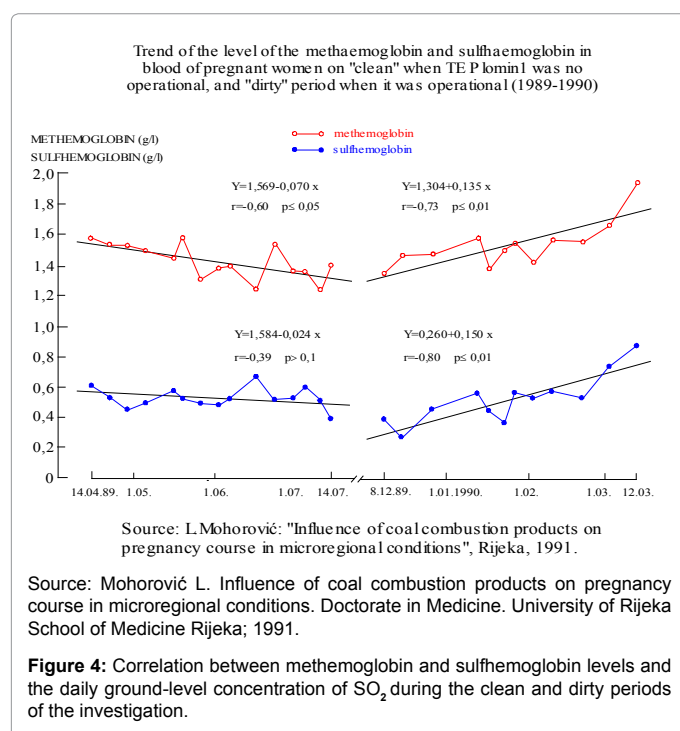 Trend of the level of the methaemoglobin and sulfhaemoglobin in
blood of pregnant women on "clean" when TE Plomin1 was no
operational, and "dirty" period when it was operational (1989-1990)
METHEMOGLOBIN (g/l)
SULFHEMOGLOBIN (g/l)
methemoglobin
sulfhemoglobin
2,0
1,8
1,6
1,4
1,2
1,0
0,8
0,6
0,4
0,2
0
Y=1,569-0,070 x
r=-0,60 p≤ 0,05
Y=1,304+0,135 x
r=-0,73 p≤ 0,01
Y=1,584-0,024 x
r=-0,39 p> 0,1
Y=0,260+0,150 x
r=-0,80 p≤ 0,01
14.04.89. 1.05. 1.06. 1.07. 14.07. 8.12.89. 1.01.1990. 1.02. 1.03. 12.03.
Source: L.Mohorović: "Influence of coal combustion products on
pregnancy course in microregional conditions", Rijeka, 1991.
Source: Mohorović L. Influence of coal combustion products on pregnancy
course in microregional conditions. Doctorate in Medicine. University of Rijeka
School of Medicine Rijeka; 1991.
Figure 4: Correlation between methemoglobin and sulfhemoglobin levels and
the daily ground-level concentration of SO₂ during the clean and dirty periods
of the investigation.